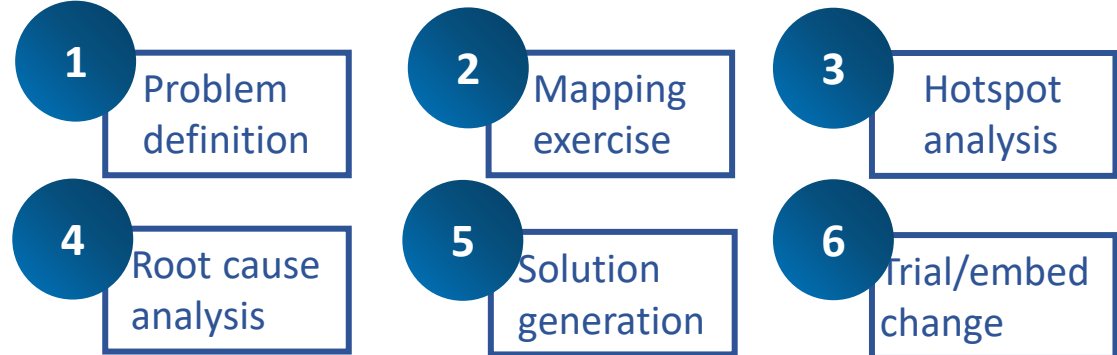 1
Problem
definition
2
Mapping
exercise
3
Hotspot
analysis
4
Root cause
analysis
5
Solution
generation
6
Trial/embed
change